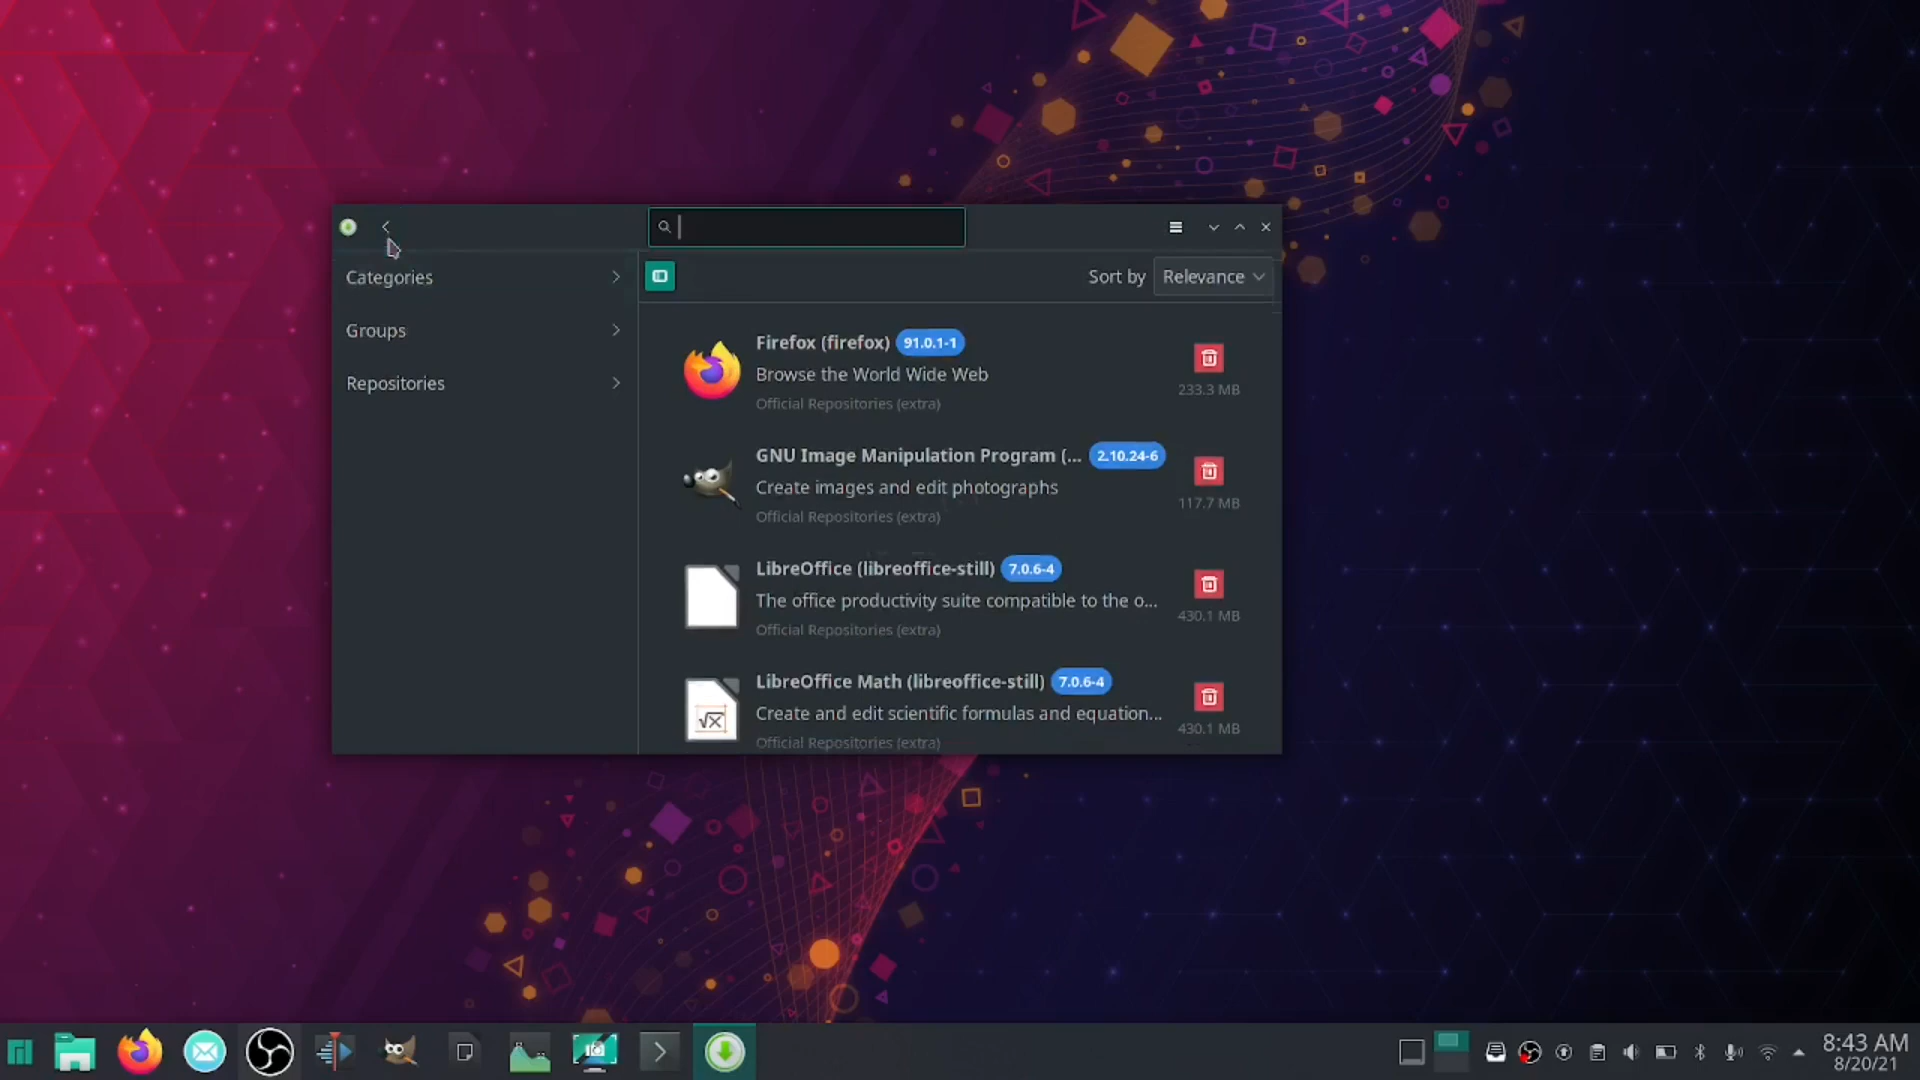 Categories
Groups
Repositories
Sort by Relevance
Firefox (firefox) 91.0.1-1
Browse the World Wide Web
Official Repositories (extra)
233.3 MB
GNU Image Manipulation Program (... 2.10.24-6
Create images and edit photographs
Official Repositories (extra)
117.7 MB
LibreOffice (libreoffice-still) 7.0.6-4
The office productivity suite compatible to the o...
Official Repositories (extra)
430.1 MB
LibreOffice Math (libreoffice-still) 7.0.6-4
Create and edit scientific formulas and equation...
Official Repositories (extra)
430.1 MB
√x
8:43 AM
8/20/21